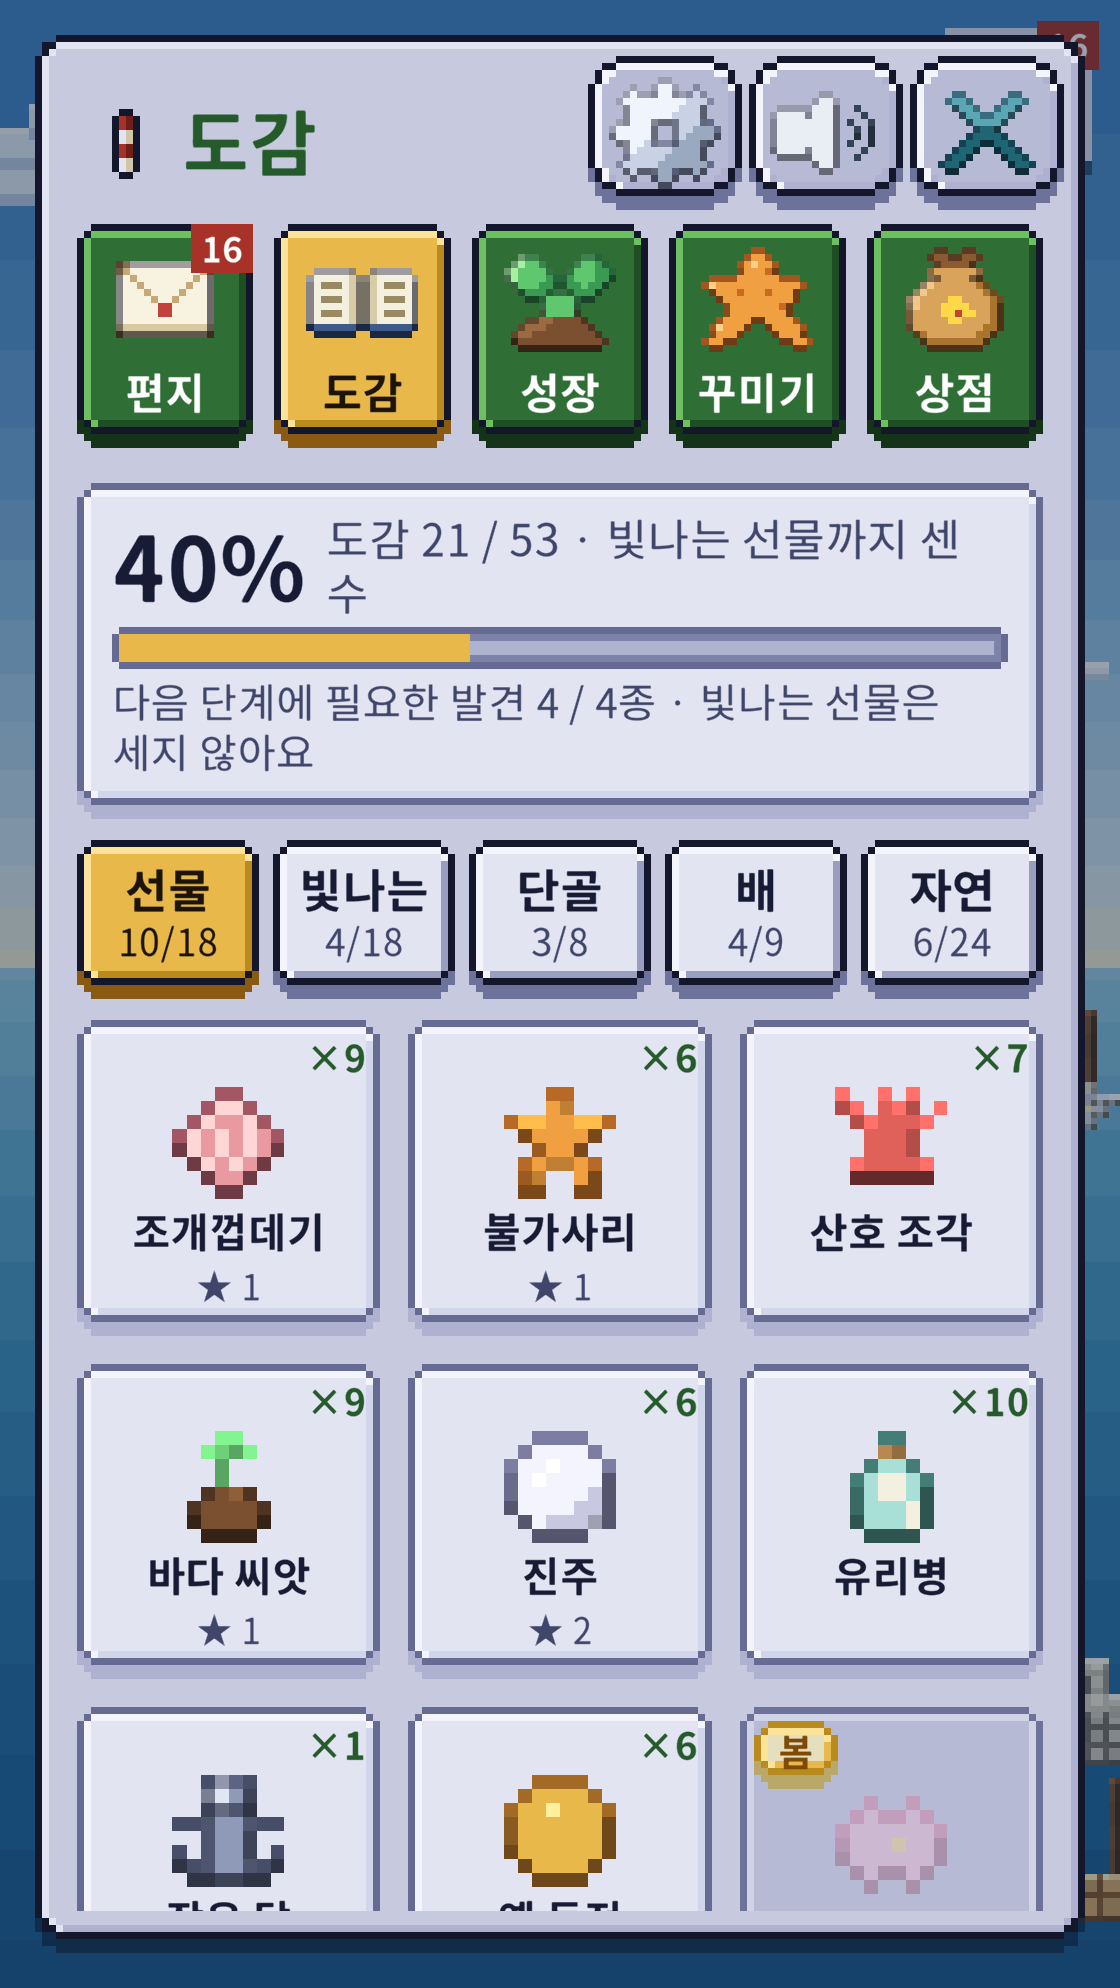 도감
16
편지
도감
성장
꾸미기
상점
40%
도감 21 / 53 · 빛나는 선물까지 센
수
다음 단계에 필요한 발견 4 / 4종 · 빛나는 선물은
세지 않아요
선물
10/18
빛나는
4/18
단골
3/8
배
4/9
자연
6/24
×9
조개껍데기
★ 1
×6
불가사리
★ 1
×7
산호 조각
×9
바다 씨앗
★ 1
×6
진주
★ 2
×10
유리병
×1
×6
봄